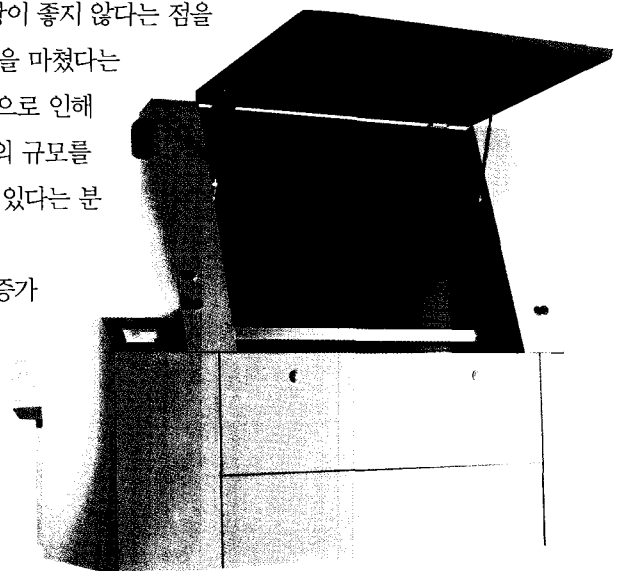 이 좋지 않다는 점을
을 마쳤다는
으로 인해
의 규모를
있다는 분
증가